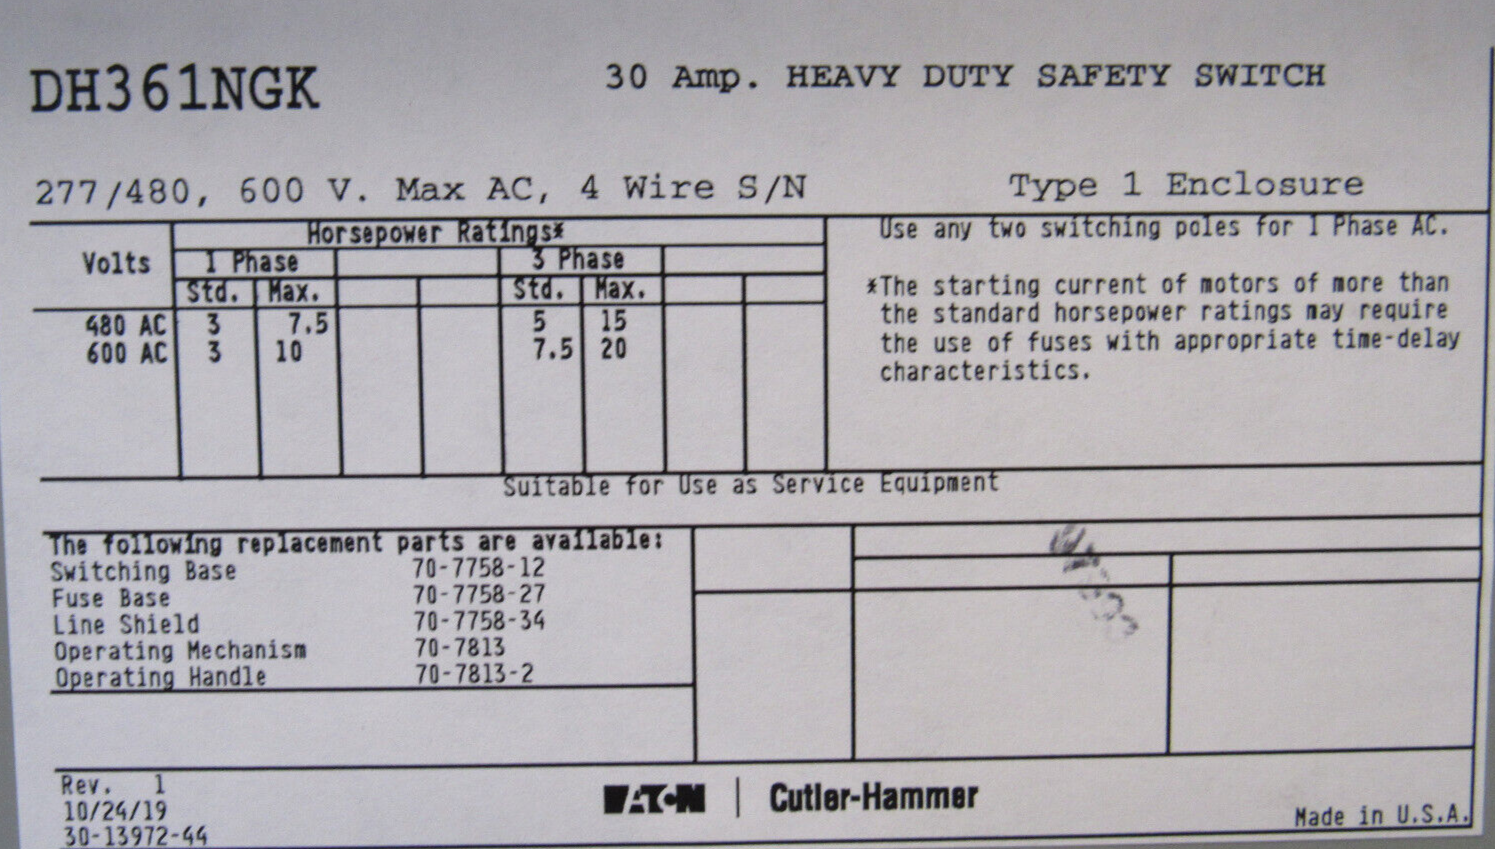 DH361NGK 30 Amp. HEAVY DUTY SAFETY SWITCH
277/480, 600 V. Max AC, 4 Wire S/N Type 1 Enclosure
Horsepower Ratings*
Volts 1 Phase 3 Phase
Std. Max. Std. Max.
480 AC 3 7.5 5 15
600 AC 3 10 7.5 20
Use any two switching poles for 1 Phase AC.
*The starting current of motors of more than
the standard horsepower ratings may require
the use of fuses with appropriate time-delay
characteristics.
Suitable for Use as Service Equipment
The following replacement parts are available:
Switching Base 70-7758-12
Fuse Base 70-7758-27
Line Shield 70-7758-34
Operating Mechanism 70-7813
Operating Handle 70-7813-2
Rev. 1
10/24/19
30-13972-44
EATON | Cutler-Hammer
Made in U.S.A.